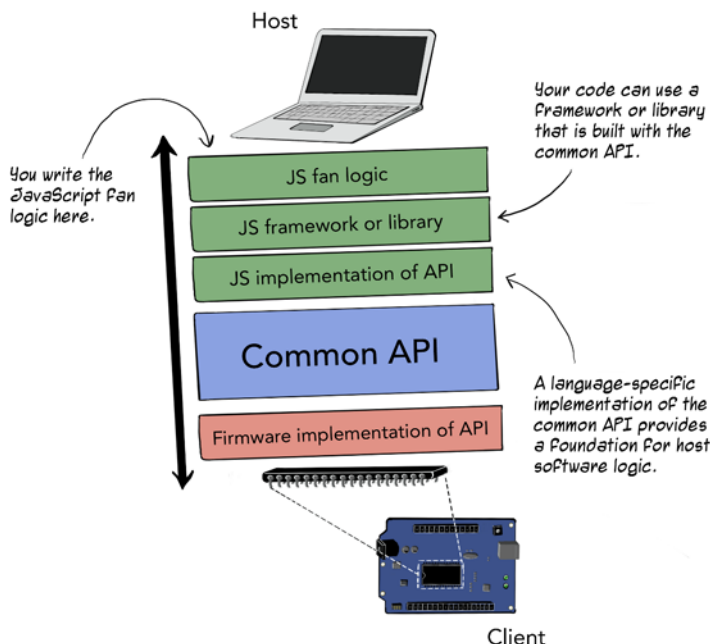 Host
Your code can use a
framework or library
that is built with the
common API.
You write the
JavaScript fan
logic here.
JS fan logic
JS framework or library
JS implementation of API
Common API
A language-specific
implementation of the
common API provides
a foundation for host
software logic.
Firmware implementation of API
Client